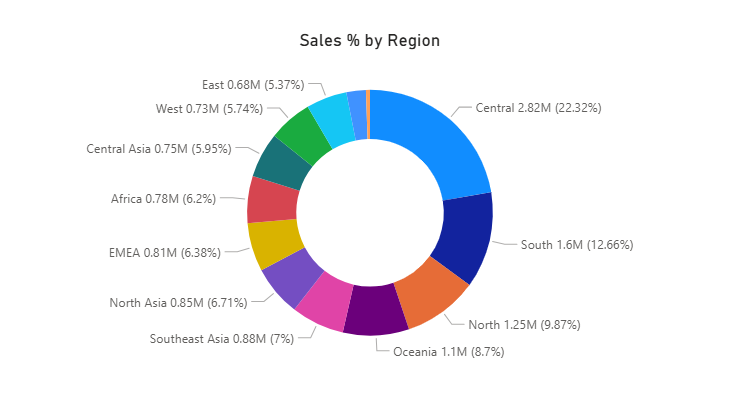 Sales % by Region
East 0.68M (5.37%)
Central 2.82M (22.32%)
West 0.73M (5.74%)
Central Asia 0.75M (5.95%)
Africa 0.78M (6.2%)
South 1.6M (12.66%)
EMEA 0.81M (6.38%)
North Asia 0.85M (6.71%)
North 1.25M (9.87%)
Southeast Asia 0.88M (7%)
Oceania 1.1M (8.7%)